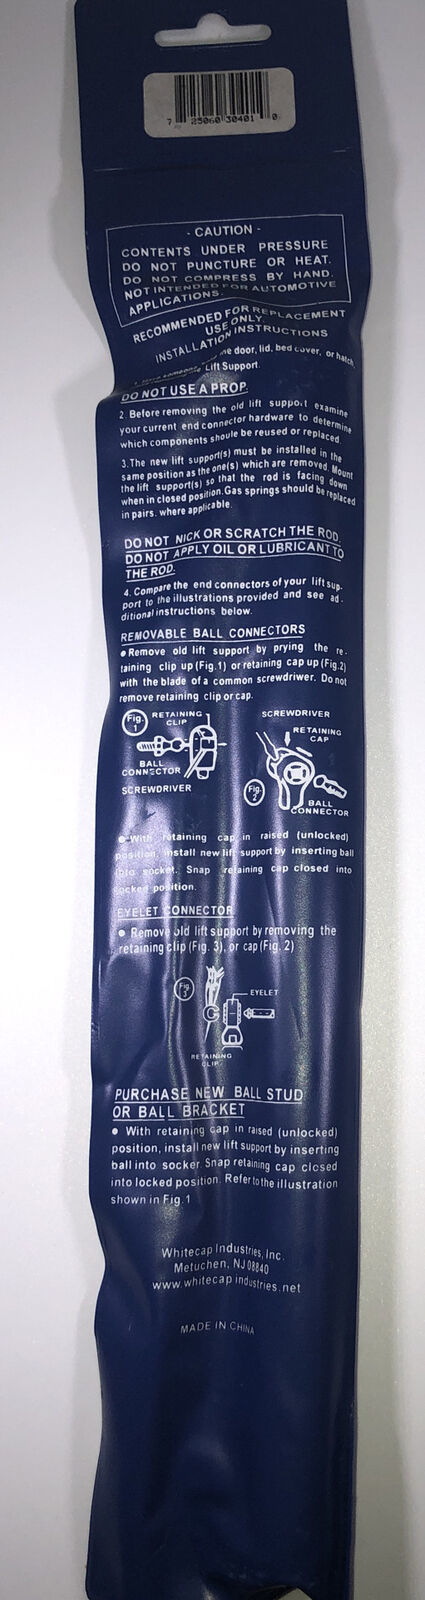 7 25060 30401 0
- CAUTION -
CONTENTS UNDER PRESSURE
DO NOT PUNCTURE OR HEAT.
DO NOT COMPRESS BY HAND.
NOT INTENDED FOR AUTOMOTIVE
APPLICATIONS.
RECOMMENDED FOR REPLACEMENT
USE ONLY.
INSTALLATION INSTRUCTIONS
door, lid, bed cover, or hatch,
Lift Support.
DO NOT USE A PROP.
2. Before removing the old lift support examine
your current end connector hardware to determine
which components shoule be reused or replaced
3.The new lift support(s) must be installed in the
same position as the one(s) which are removed. Mount
the lift support(s) so that the rod is facing down
when in closed position.Gas springs should be replaced
in pairs. where applicable.
DO NOT NICK OR SCRATCH THE ROD.
DO NOT APPLY OIL OR LUBRICANT TO
THE ROD.
4. Compare the end connectors of your lift sup-
port to the illustrations provided and see ad-
ditional instructions below.
REMOVABLE BALL CONNECTORS
● Remove old lift support by prying the re-
taining clip up (Fig.1) or retaining cap up (Fig.2)
with the blade of a common screwdriver. Do not
remove retaining clip or cap.
Fig. 1
RETAINING
CLIP
BALL
CONNECTOR
SCREWDRIVER
SCREWDRIVER
RETAINING
CAP
Fig. 2
BALL
CONNECTOR
● With retaining cap in raised (unlocked)
position, install new lift support by inserting ball
into socket. Snap retaining cap closed into
locked position.
EYELET CONNECTOR
● Remove old lift support by removing the
retaining clip (Fig. 3), or cap (Fig. 2)
Fig. 3
EYELET
RETAINING
CLIP
PURCHASE NEW BALL STUD
OR BALL BRACKET
● With retaining cap in raised (unlocked)
position, install new lift support by inserting
ball into socker. Snap retaining cap closed
into locked position. Refer to the illustration
shown in Fig.1
Whitecap Industries, Inc.
Metuchen, NJ 08840
www.whitecapindustries.net
MADE IN CHINA